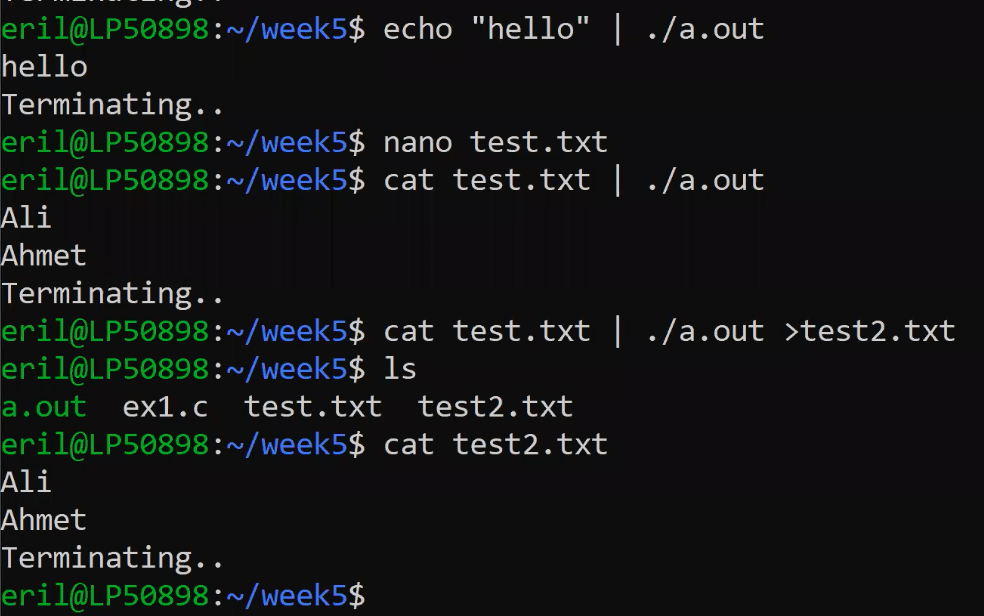 Terminating..
eril@LP50898:~/week5$ echo "hello" | ./a.out
hello
Terminating..
eril@LP50898:~/week5$ nano test.txt
eril@LP50898:~/week5$ cat test.txt | ./a.out
Ali
Ahmet
Terminating..
eril@LP50898:~/week5$ cat test.txt | ./a.out >test2.txt
eril@LP50898:~/week5$ ls
a.out  ex1.c  test.txt  test2.txt
eril@LP50898:~/week5$ cat test2.txt
Ali
Ahmet
Terminating..
eril@LP50898:~/week5$